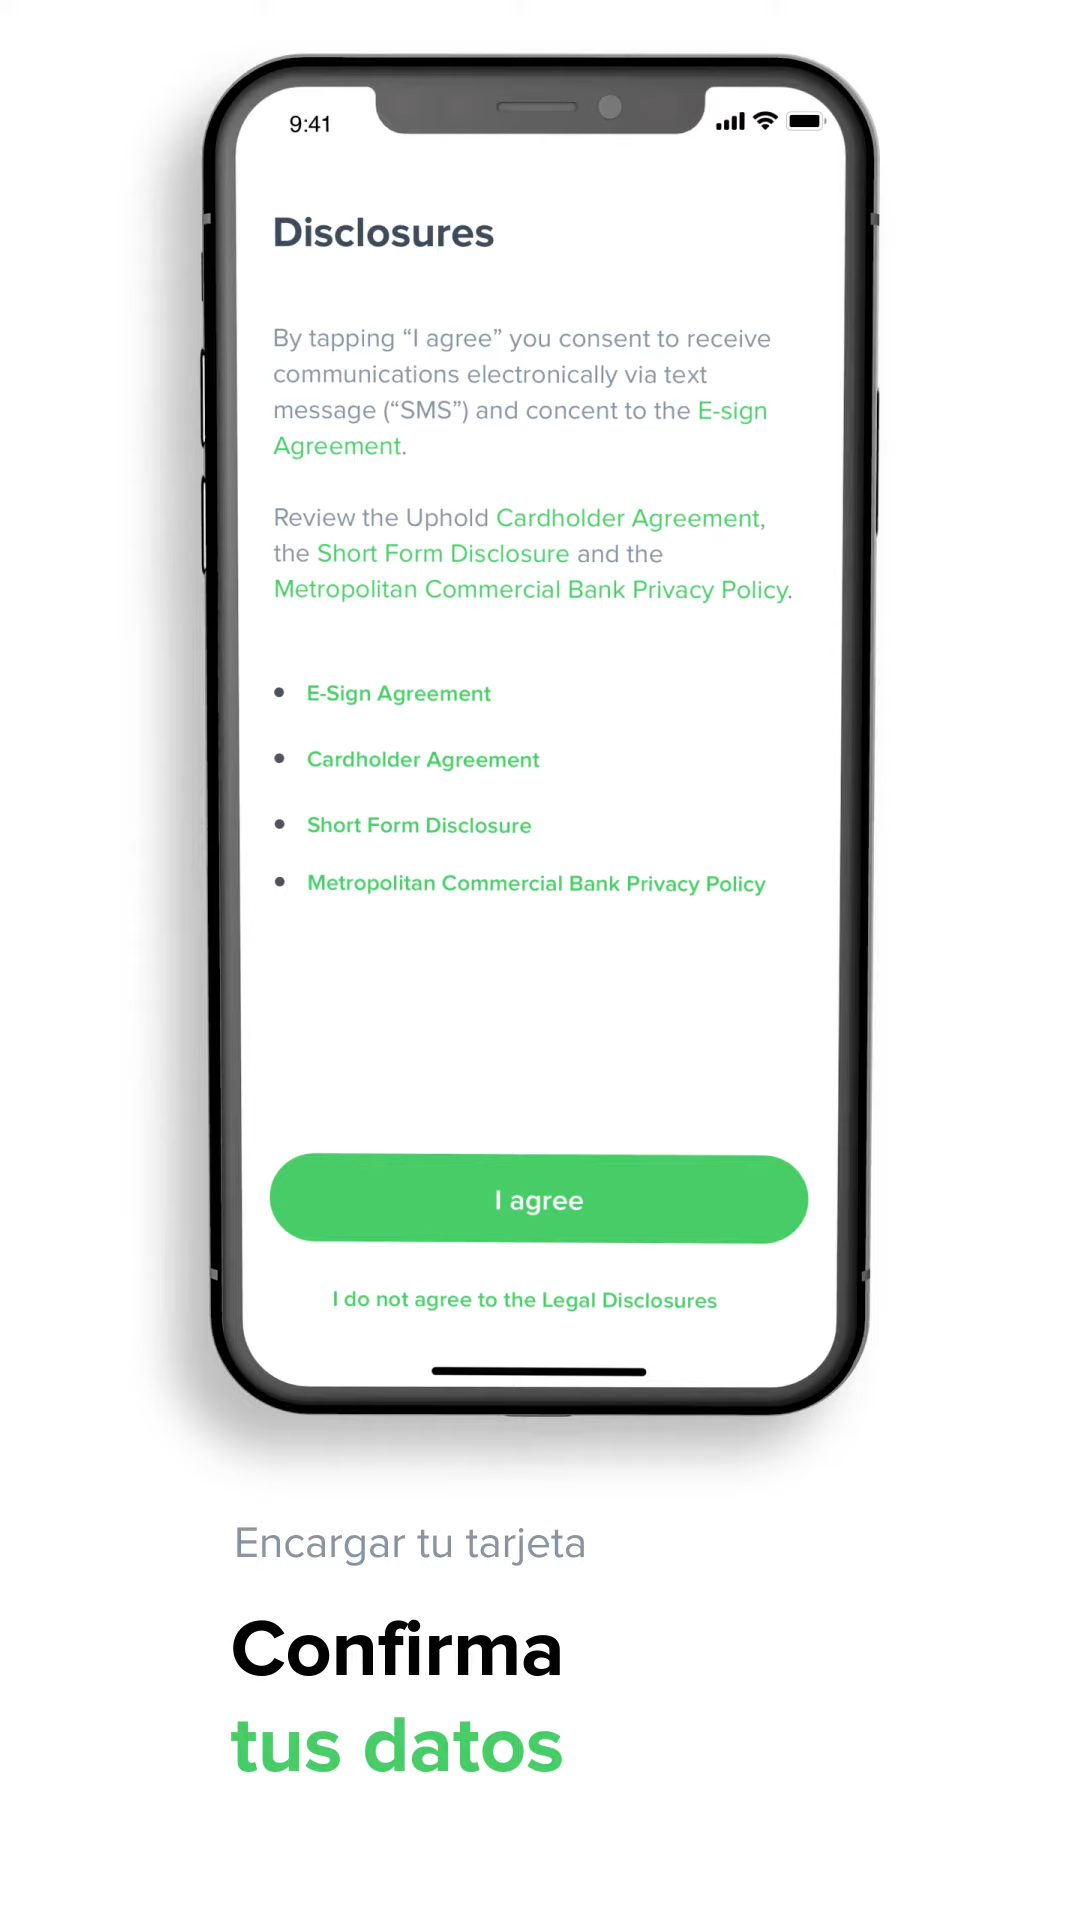 9:41
Disclosures
By tapping “I agree” you consent to receive
communications electronically via text
message (“SMS”) and concent to the E-sign
Agreement.
Review the Uphold Cardholder Agreement,
the Short Form Disclosure and the
Metropolitan Commercial Bank Privacy Policy.
• E-Sign Agreement
• Cardholder Agreement
• Short Form Disclosure
• Metropolitan Commercial Bank Privacy Policy
I agree
I do not agree to the Legal Disclosures
Encargar tu tarjeta
Confirma
tus datos